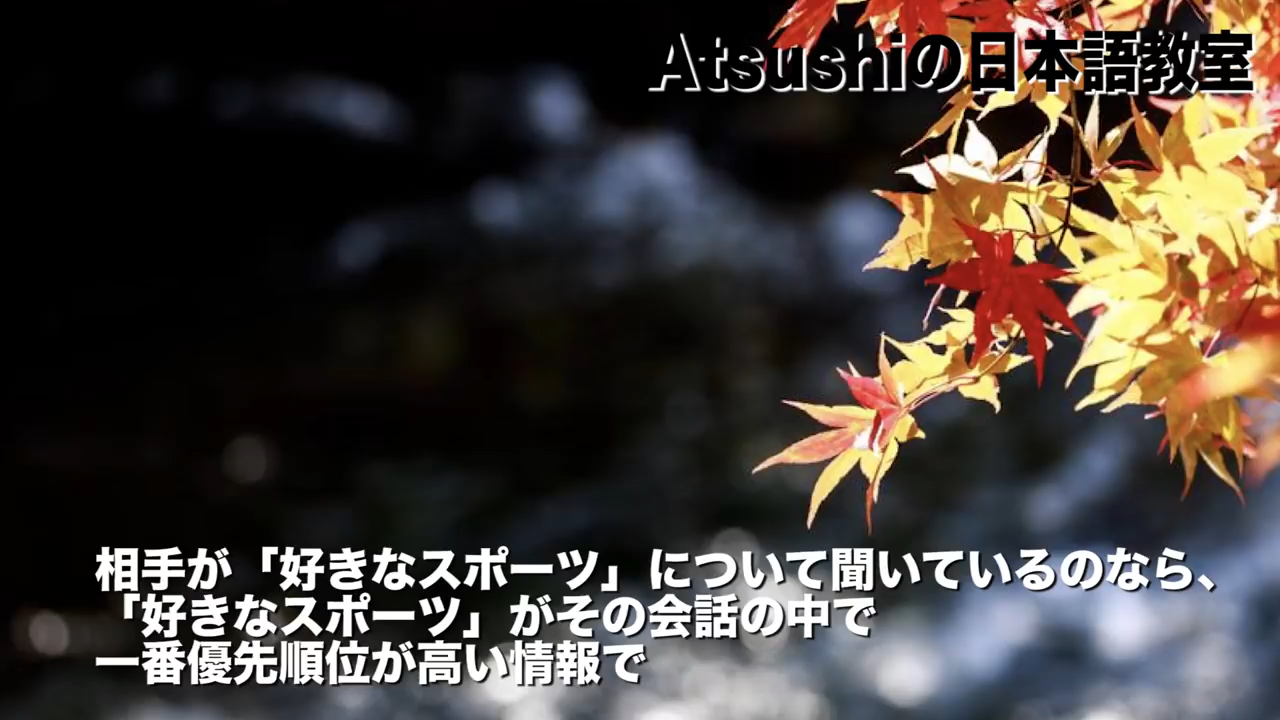 Atsushiの日本語教室
相手が「好きなスポーツ」について聞いているのなら、
「好きなスポーツ」がその会話の中で
一番優先順位が高い情報で